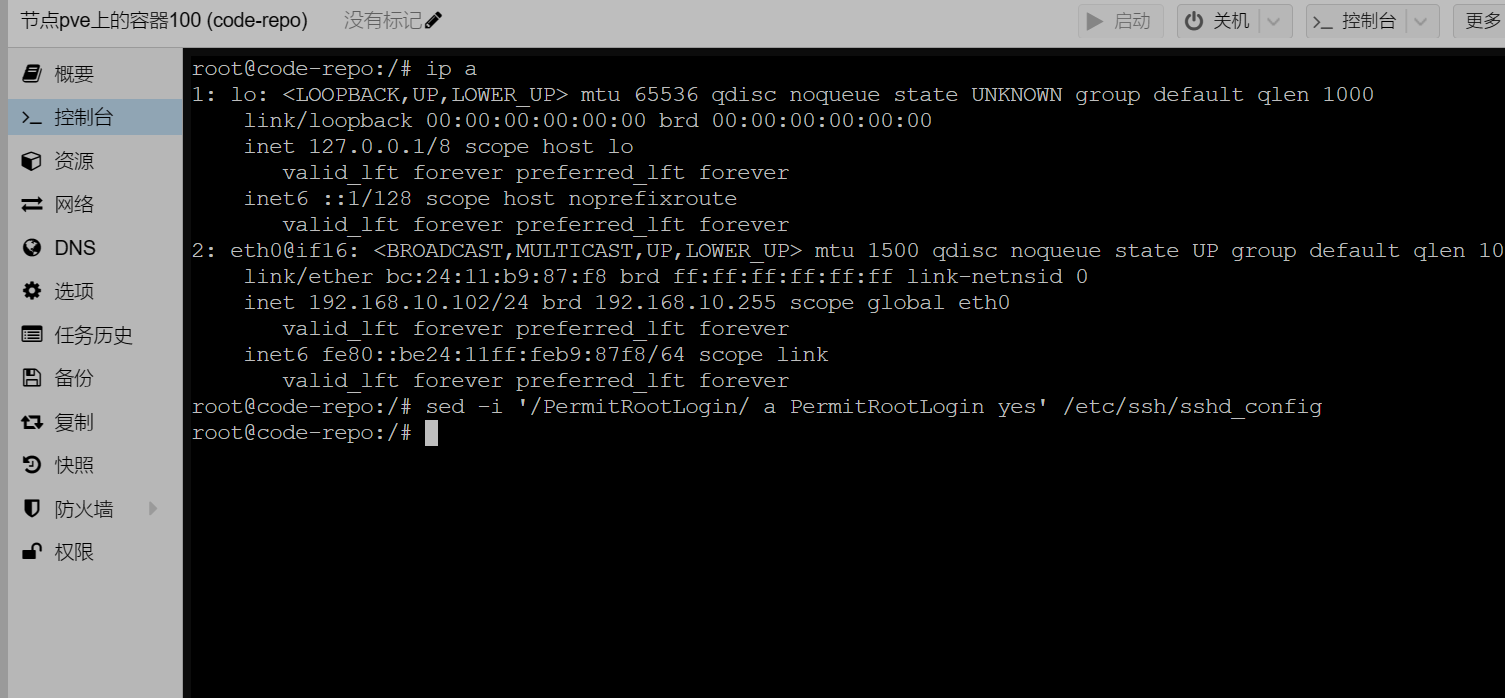 节点pve上的容器100 (code-repo) 没有标记 启动 关机 控制台 更多
概要
控制台
资源
网络
DNS
选项
任务历史
备份
复制
快照
防火墙
权限
root@code-repo:/# ip a
1: lo: <LOOPBACK,UP,LOWER_UP> mtu 65536 qdisc noqueue state UNKNOWN group default qlen 1000
    link/loopback 00:00:00:00:00:00 brd 00:00:00:00:00:00
    inet 127.0.0.1/8 scope host lo
       valid_lft forever preferred_lft forever
    inet6 ::1/128 scope host noprefixroute
       valid_lft forever preferred_lft forever
2: eth0@if16: <BROADCAST,MULTICAST,UP,LOWER_UP> mtu 1500 qdisc noqueue state UP group default qlen 10
    link/ether bc:24:11:b9:87:f8 brd ff:ff:ff:ff:ff:ff link-netnsid 0
    inet 192.168.10.102/24 brd 192.168.10.255 scope global eth0
       valid_lft forever preferred_lft forever
    inet6 fe80::be24:11ff:feb9:87f8/64 scope link
       valid_lft forever preferred_lft forever
root@code-repo:/# sed -i '/PermitRootLogin/ a PermitRootLogin yes' /etc/ssh/sshd_config
root@code-repo:/#